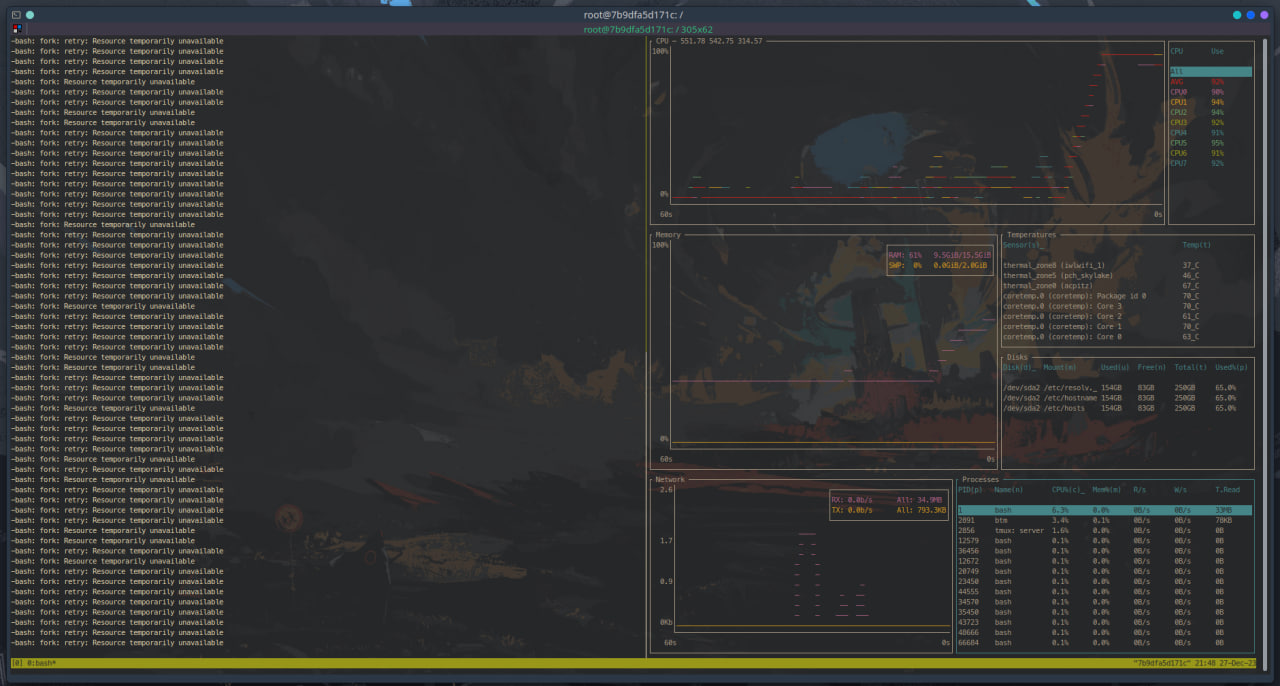 root@7b9dfa5d171c: /
root@7b9dfa5d171c: / 305x62
-bash: fork: retry: Resource temporarily unavailable
-bash: fork: retry: Resource temporarily unavailable
-bash: fork: retry: Resource temporarily unavailable
-bash: fork: retry: Resource temporarily unavailable
-bash: fork: Resource temporarily unavailable
-bash: fork: retry: Resource temporarily unavailable
-bash: fork: retry: Resource temporarily unavailable
-bash: fork: Resource temporarily unavailable
-bash: fork: Resource temporarily unavailable
-bash: fork: retry: Resource temporarily unavailable
-bash: fork: retry: Resource temporarily unavailable
-bash: fork: retry: Resource temporarily unavailable
-bash: fork: retry: Resource temporarily unavailable
-bash: fork: retry: Resource temporarily unavailable
-bash: fork: retry: Resource temporarily unavailable
-bash: fork: retry: Resource temporarily unavailable
-bash: fork: retry: Resource temporarily unavailable
-bash: fork: retry: Resource temporarily unavailable
-bash: fork: Resource temporarily unavailable
-bash: fork: retry: Resource temporarily unavailable
-bash: fork: retry: Resource temporarily unavailable
-bash: fork: retry: Resource temporarily unavailable
-bash: fork: retry: Resource temporarily unavailable
-bash: fork: retry: Resource temporarily unavailable
-bash: fork: retry: Resource temporarily unavailable
-bash: fork: retry: Resource temporarily unavailable
-bash: fork: Resource temporarily unavailable
-bash: fork: retry: Resource temporarily unavailable
-bash: fork: retry: Resource temporarily unavailable
-bash: fork: retry: Resource temporarily unavailable
-bash: fork: retry: Resource temporarily unavailable
-bash: fork: Resource temporarily unavailable
-bash: fork: Resource temporarily unavailable
-bash: fork: retry: Resource temporarily unavailable
-bash: fork: retry: Resource temporarily unavailable
-bash: fork: retry: Resource temporarily unavailable
-bash: fork: Resource temporarily unavailable
-bash: fork: retry: Resource temporarily unavailable
-bash: fork: retry: Resource temporarily unavailable
-bash: fork: retry: Resource temporarily unavailable
-bash: fork: retry: Resource temporarily unavailable
-bash: fork: Resource temporarily unavailable
-bash: fork: retry: Resource temporarily unavailable
-bash: fork: Resource temporarily unavailable
-bash: fork: retry: Resource temporarily unavailable
-bash: fork: retry: Resource temporarily unavailable
-bash: fork: retry: Resource temporarily unavailable
-bash: fork: retry: Resource temporarily unavailable
-bash: fork: Resource temporarily unavailable
-bash: fork: Resource temporarily unavailable
-bash: fork: retry: Resource temporarily unavailable
-bash: fork: Resource temporarily unavailable
-bash: fork: retry: Resource temporarily unavailable
-bash: fork: retry: Resource temporarily unavailable
-bash: fork: retry: Resource temporarily unavailable
-bash: fork: retry: Resource temporarily unavailable
-bash: fork: retry: Resource temporarily unavailable
-bash: fork: retry: Resource temporarily unavailable
-bash: fork: retry: Resource temporarily unavailable
-bash: fork: retry: Resource temporarily unavailable
CPU — 551.78 542.75 314.57
100%
0%
60s 0s
CPU Use
All
AVG 92%
CPU0 90%
CPU1 94%
CPU2 94%
CPU3 92%
CPU4 91%
CPU5 95%
CPU6 91%
CPU7 92%
Memory
100%
RAM: 61% 9.5GiB/15.5GiB
SWP: 0% 0.0GiB/2.0GiB
0%
60s 0s
Temperatures
Sensor(s)_ Temp(t)
thermal_zone8 (iwlwifi_1) 37_C
thermal_zone5 (pch_skylake) 46_C
thermal_zone0 (acpitz) 67_C
coretemp.0 (coretemp): Package id 0 70_C
coretemp.0 (coretemp): Core 3 70_C
coretemp.0 (coretemp): Core 2 61_C
coretemp.0 (coretemp): Core 1 70_C
coretemp.0 (coretemp): Core 0 63_C
Disks
Disk(d)_ Mount(m) Used(u) Free(n) Total(t) Used%(p)
/dev/sda2 /etc/resolv._ 154GB 83GB 250GB 65.0%
/dev/sda2 /etc/hostname 154GB 83GB 250GB 65.0%
/dev/sda2 /etc/hosts 154GB 83GB 250GB 65.0%
Network
2.6
RX: 0.0b/s All: 34.9MB
TX: 0.0b/s All: 793.3KB
1.7
0.9
0Kb
60s 0s
Processes
PID(p) Name(n) CPU%(c)_ Mem%(m) R/s W/s T.Read
1 bash 6.3% 0.0% 0B/s 0B/s 33MB
2891 btm 3.4% 0.1% 0B/s 0B/s 78KB
2856 tmux: server 1.6% 0.0% 0B/s 0B/s 0B
12579 bash 0.1% 0.0% 0B/s 0B/s 0B
36456 bash 0.1% 0.0% 0B/s 0B/s 0B
12672 bash 0.1% 0.0% 0B/s 0B/s 0B
20749 bash 0.1% 0.0% 0B/s 0B/s 0B
23450 bash 0.1% 0.0% 0B/s 0B/s 0B
44555 bash 0.1% 0.0% 0B/s 0B/s 0B
34570 bash 0.1% 0.0% 0B/s 0B/s 0B
35450 bash 0.1% 0.0% 0B/s 0B/s 0B
43723 bash 0.1% 0.0% 0B/s 0B/s 0B
48666 bash 0.1% 0.0% 0B/s 0B/s 0B
66684 bash 0.1% 0.0% 0B/s 0B/s 0B
[0] 0:bash* "7b9dfa5d171c" 21:48 27-Dec-23